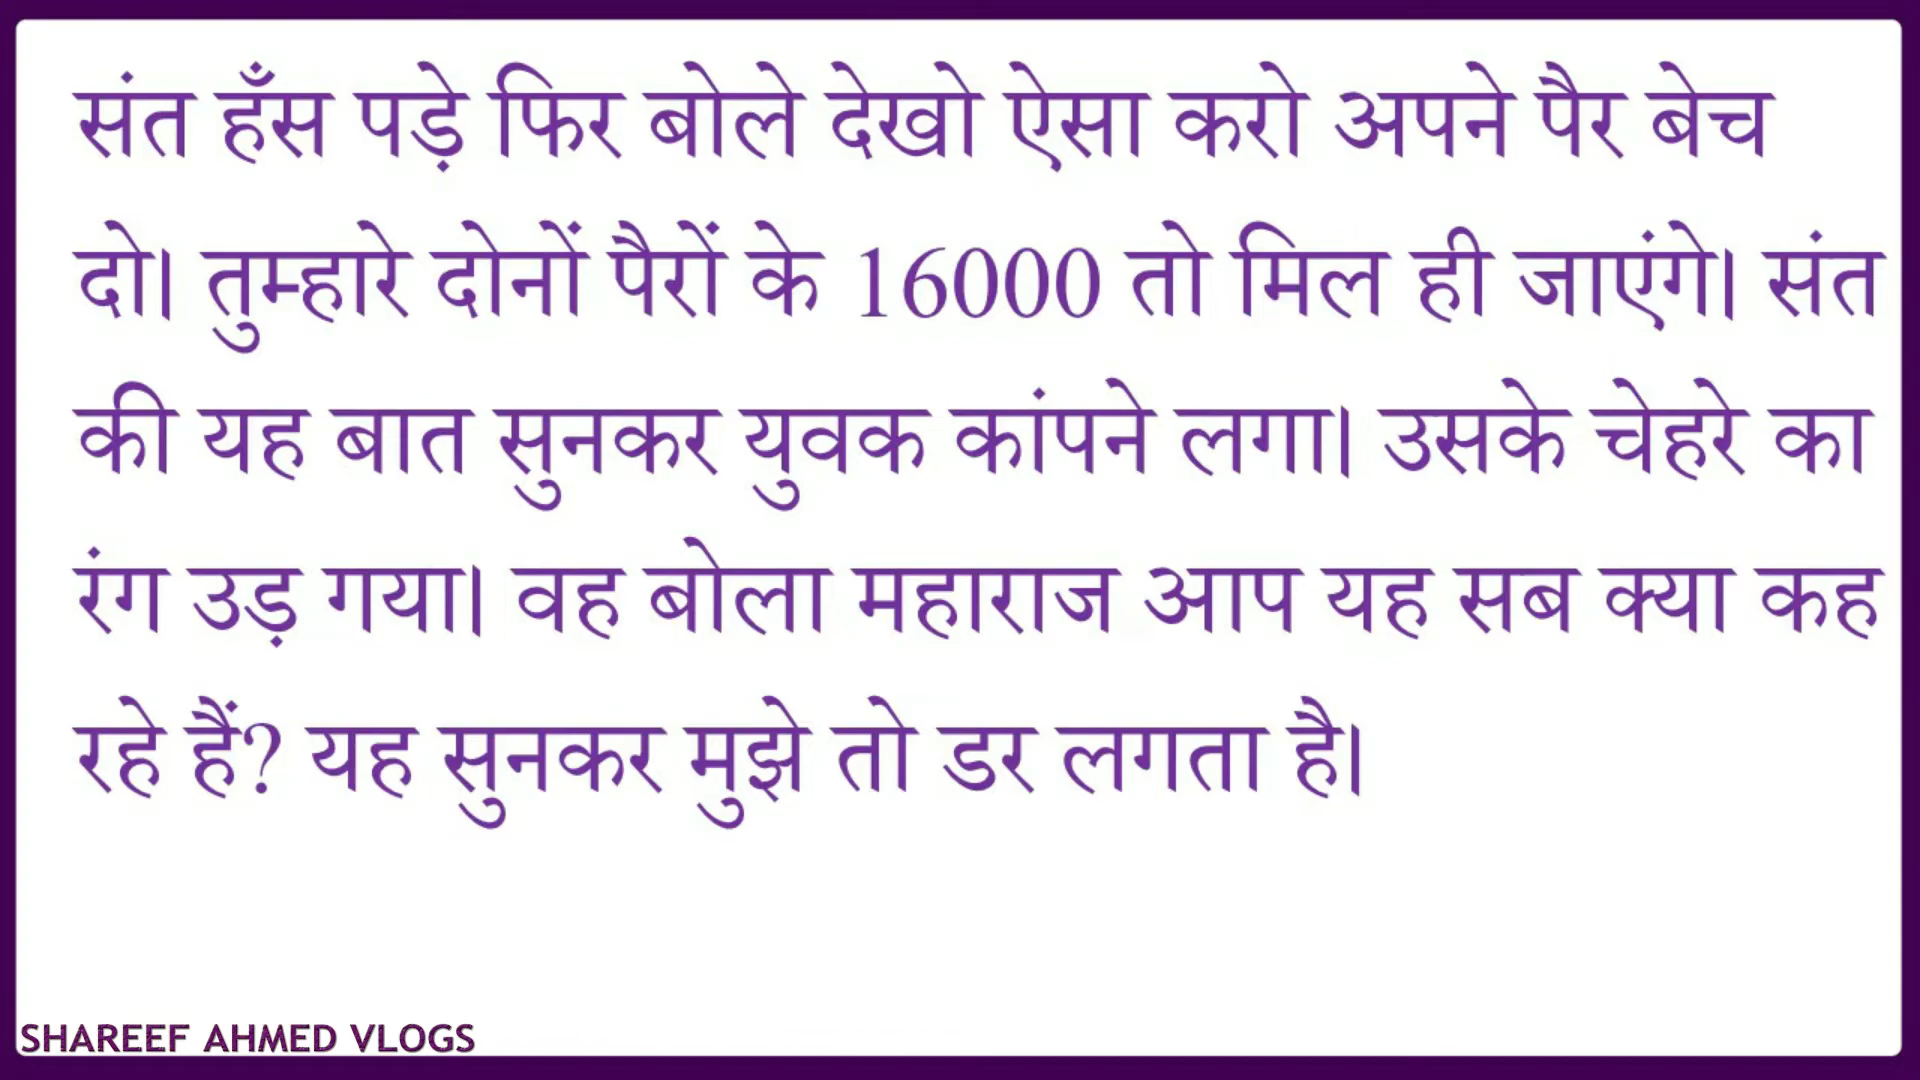 संत हँस पड़े फिर बोले देखो ऐसा करो अपने पैर बेच
दो। तुम्हारे दोनों पैरों के 16000 तो मिल ही जाएंगे। संत
की यह बात सुनकर युवक कांपने लगा। उसके चेहरे का
रंग उड़ गया। वह बोला महाराज आप यह सब क्या कह
रहे हैं? यह सुनकर मुझे तो डर लगता है।
SHAREEF AHMED VLOGS